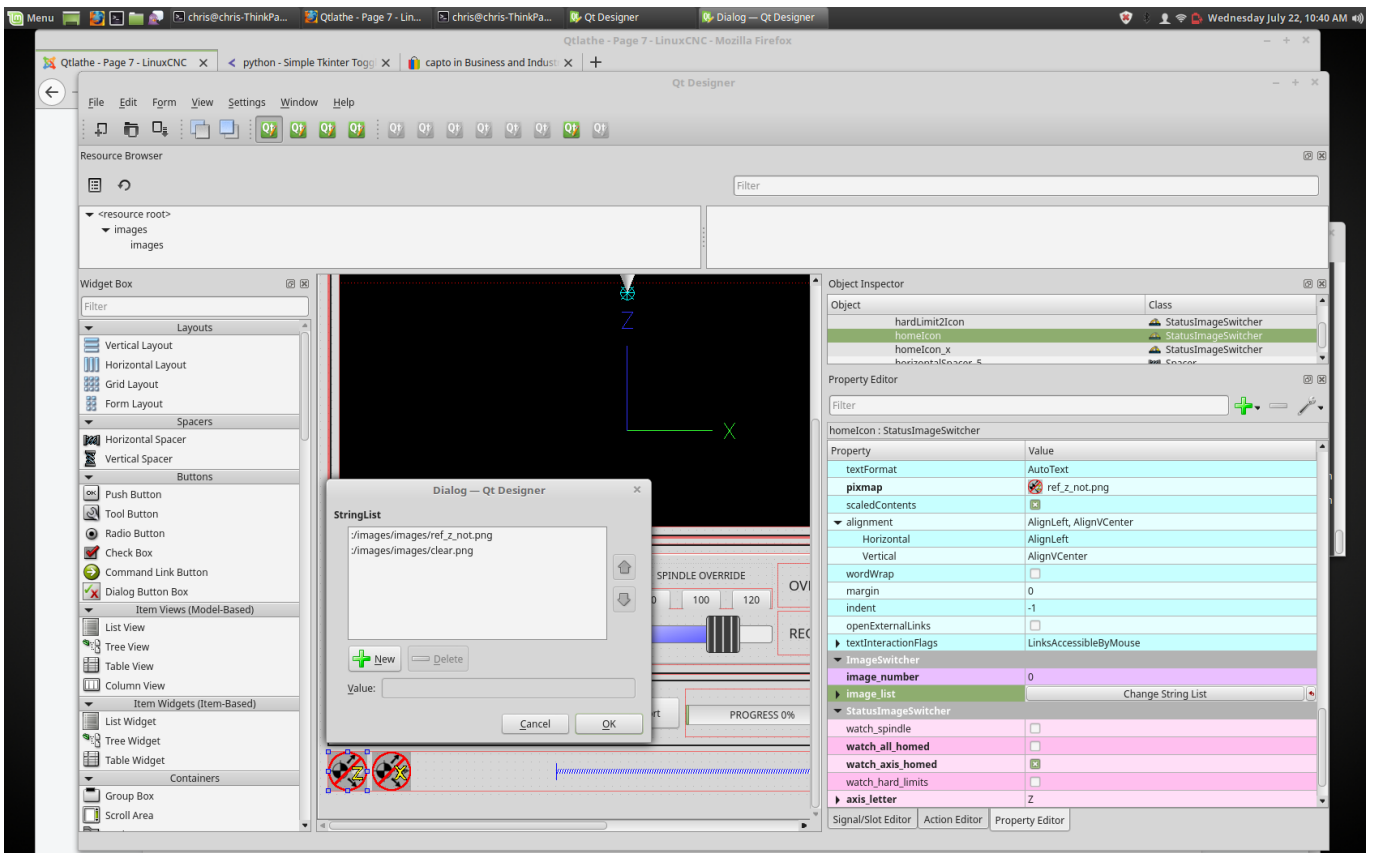 Menu
chris@chris-ThinkPa...
Qtlathe - Page 7 - Lin...
chris@chris-ThinkPa...
Qt Designer
Dialog — Qt Designer
Wednesday July 22, 10:40 AM
Qtlathe - Page 7 - LinuxCNC - Mozilla Firefox
Qtlathe - Page 7 - LinuxCNC
python - Simple Tkinter Togg
capto in Business and Indust
Qt Designer
File Edit Form View Settings Window Help
Resource Browser
Filter
<resource root>
images
images
Widget Box
Filter
Layouts
Vertical Layout
Horizontal Layout
Grid Layout
Form Layout
Spacers
Horizontal Spacer
Vertical Spacer
Buttons
Push Button
Tool Button
Radio Button
Check Box
Command Link Button
Dialog Button Box
Item Views (Model-Based)
List View
Tree View
Table View
Column View
Item Widgets (Item-Based)
List Widget
Tree Widget
Table Widget
Containers
Group Box
Scroll Area
Z
X
Dialog — Qt Designer
StringList
:/images/images/ref_z_not.png
:/images/images/clear.png
New
Delete
Value:
Cancel
OK
SPINDLE OVERRIDE
0 100 120
OVI
REC
rt
PROGRESS 0%
Z
X
Object Inspector
Object Class
hardLimit2Icon StatusImageSwitcher
homeIcon StatusImageSwitcher
homeIcon_x StatusImageSwitcher
horizontalSpacer_5 Spacer
Property Editor
Filter
homeIcon : StatusImageSwitcher
Property Value
textFormat AutoText
pixmap ref_z_not.png
scaledContents
alignment AlignLeft, AlignVCenter
Horizontal AlignLeft
Vertical AlignVCenter
wordWrap
margin 0
indent -1
openExternalLinks
textInteractionFlags LinksAccessibleByMouse
ImageSwitcher
image_number 0
image_list Change String List
StatusImageSwitcher
watch_spindle
watch_all_homed
watch_axis_homed
watch_hard_limits
axis_letter Z
Signal/Slot Editor Action Editor Property Editor